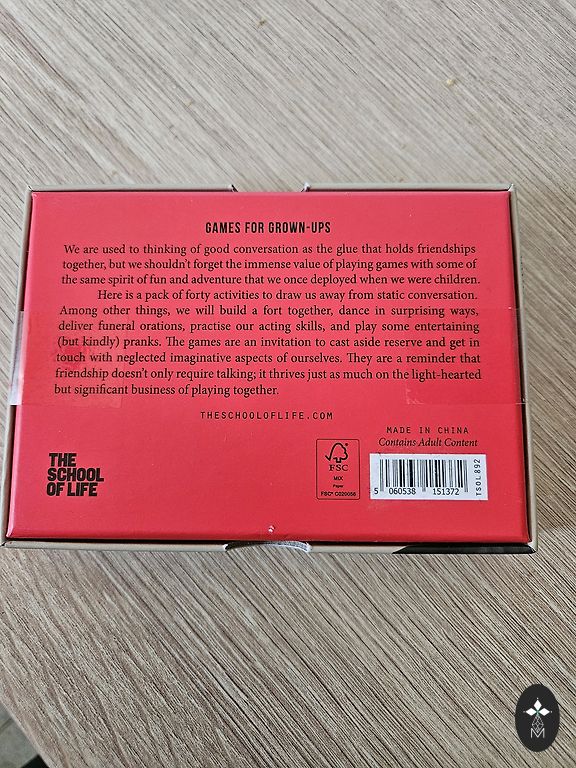 GAMES FOR GROWN-UPS
We are used to thinking of good conversation as the glue that holds friendships
together, but we shouldn't forget the immense value of playing games with some of
the same spirit of fun and adventure that we once deployed when we were children.
Here is a pack of forty activities to draw us away from static conversation.
Among other things, we will build a fort together, dance in surprising ways,
deliver funeral orations, practise our acting skills, and play some entertaining
(but kindly) pranks. The games are an invitation to cast aside reserve and get in
touch with neglected imaginative aspects of ourselves. They are a reminder that
friendship doesn't only require talking; it thrives just as much on the light-hearted
but significant business of playing together.
THESCHOOLOFLIFE.COM
MADE IN CHINA
Contains Adult Content
THE
SCHOOL
OF LIFE
FSC
MIX
Paper
FSC® C020056
5 060538 151372
TSOL892
M